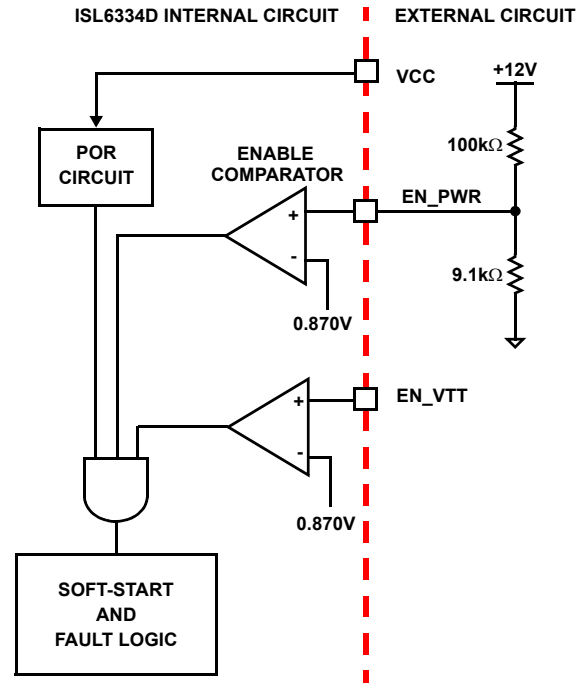 ISL6334D INTERNAL CIRCUIT
EXTERNAL CIRCUIT
VCC
+12V
POR
CIRCUIT
ENABLE
COMPARATOR
100kΩ
EN_PWR
+
-
0.870V
9.1kΩ
EN_VTT
+
-
0.870V
SOFT-START
AND
FAULT LOGIC